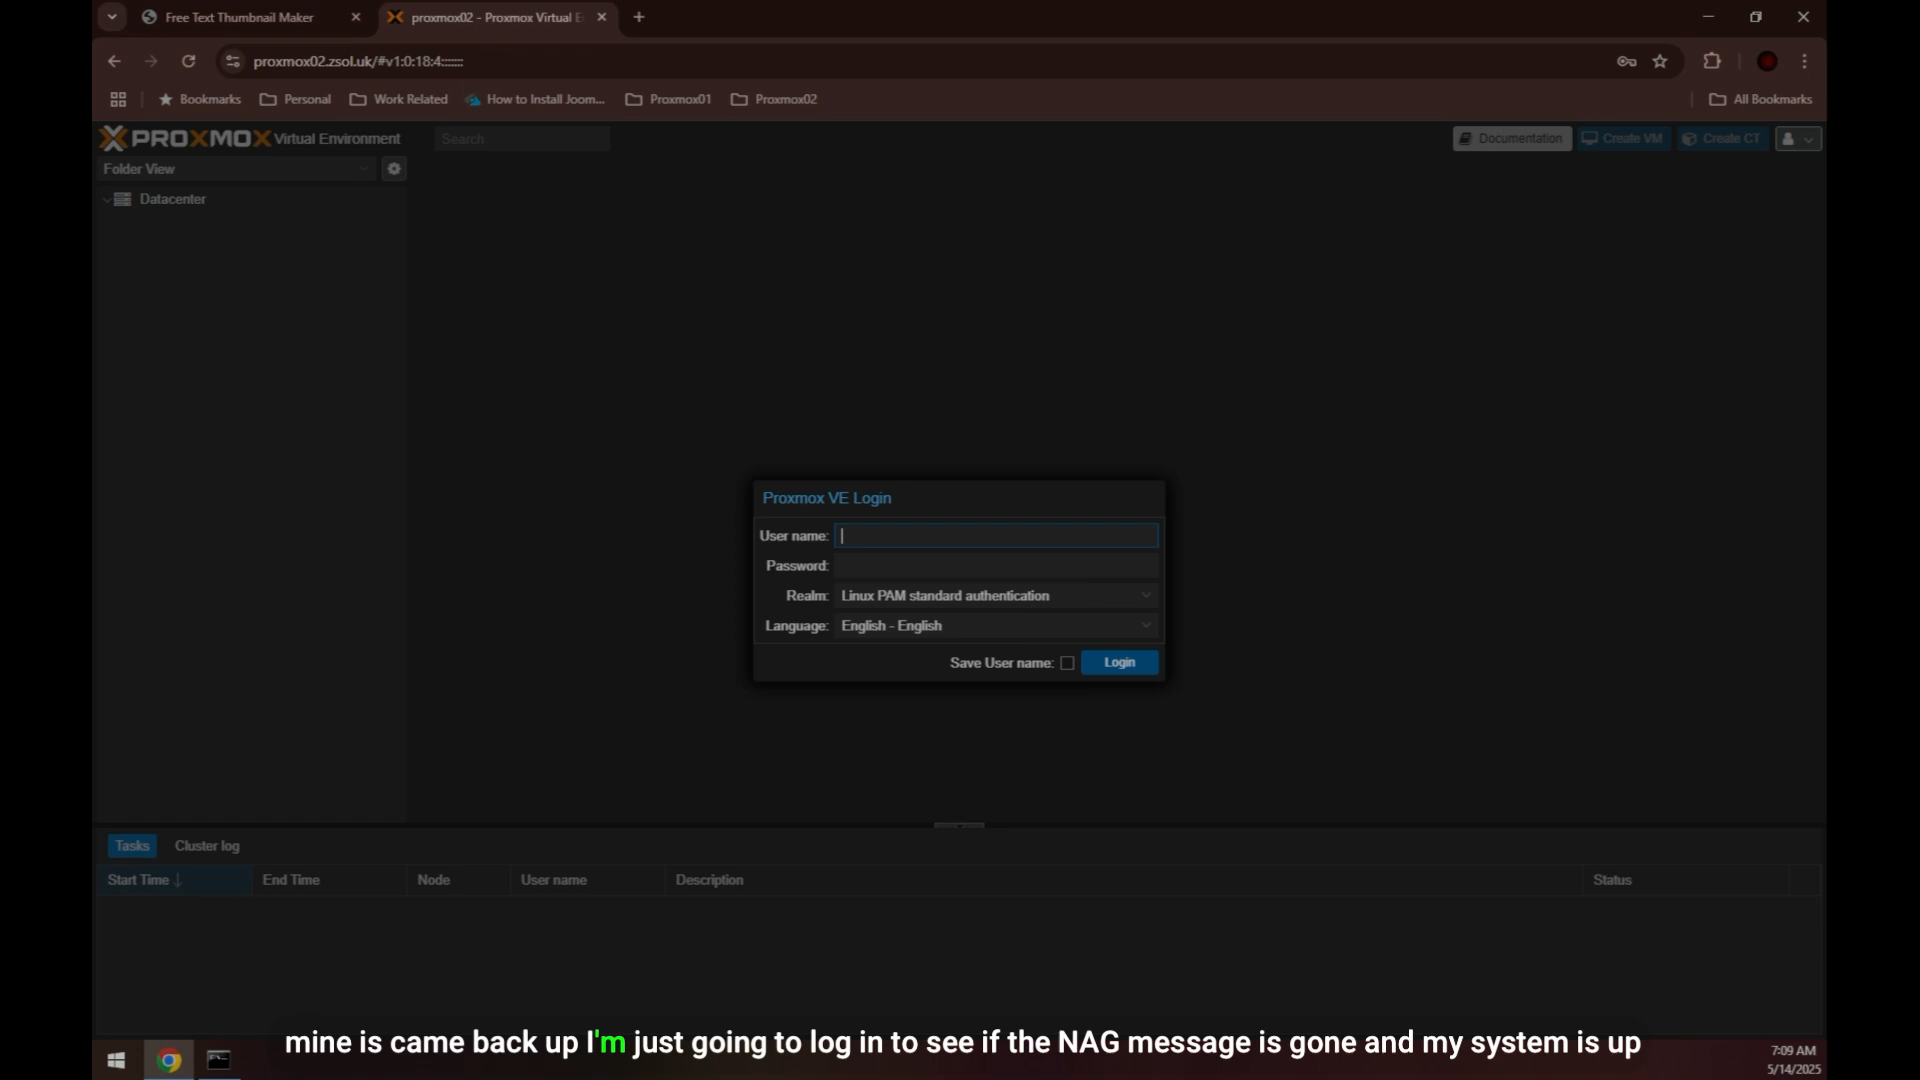 Free Text Thumbnail Maker
proxmox02 - Proxmox Virtual E
proxmox02.zsol.uk/#v1:0:18:4:::::::
Bookmarks
Personal
Work Related
How to Install Joom...
Proxmox01
Proxmox02
All Bookmarks
PROXMOX Virtual Environment
Search
Documentation
Create VM
Create CT
Folder View
Datacenter
Proxmox VE Login
User name:
Password:
Realm: Linux PAM standard authentication
Language: English - English
Save User name:
Login
Tasks
Cluster log
Start Time
End Time
Node
User name
Description
Status
mine is came back up I'm just going to log in to see if the NAG message is gone and my system is up
7:09 AM
5/14/2025